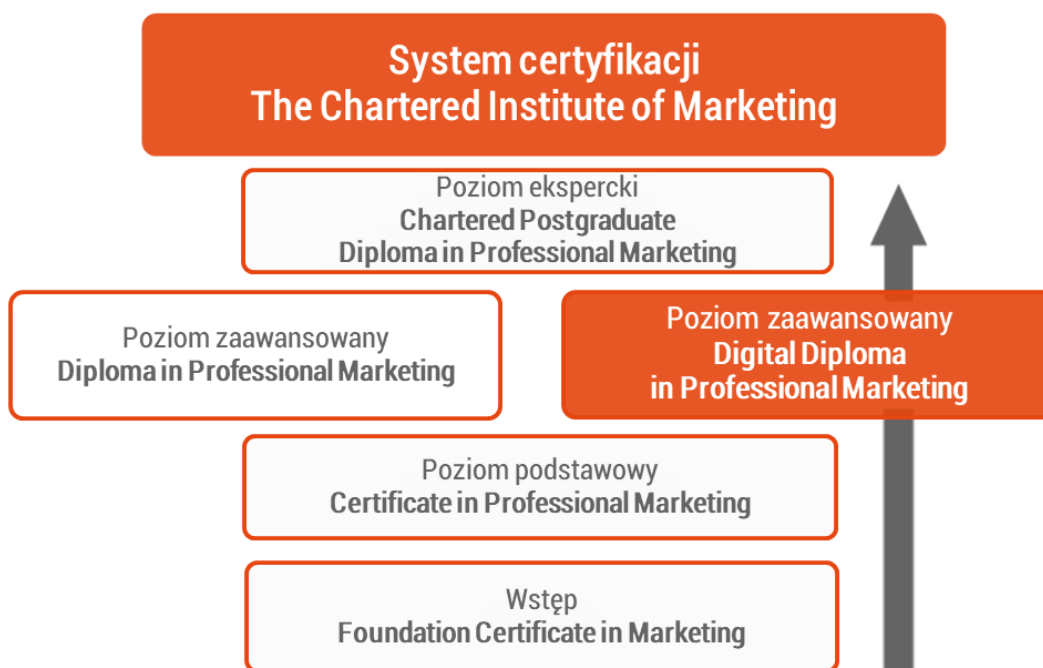 System certyfikacji
The Chartered Institute of Marketing
Poziom ekspercki
Chartered Postgraduate
Diploma in Professional Marketing
Poziom zaawansowany
Diploma in Professional Marketing
Poziom zaawansowany
Digital Diploma
in Professional Marketing
Poziom podstawowy
Certificate in Professional Marketing
Wstęp
Foundation Certificate in Marketing